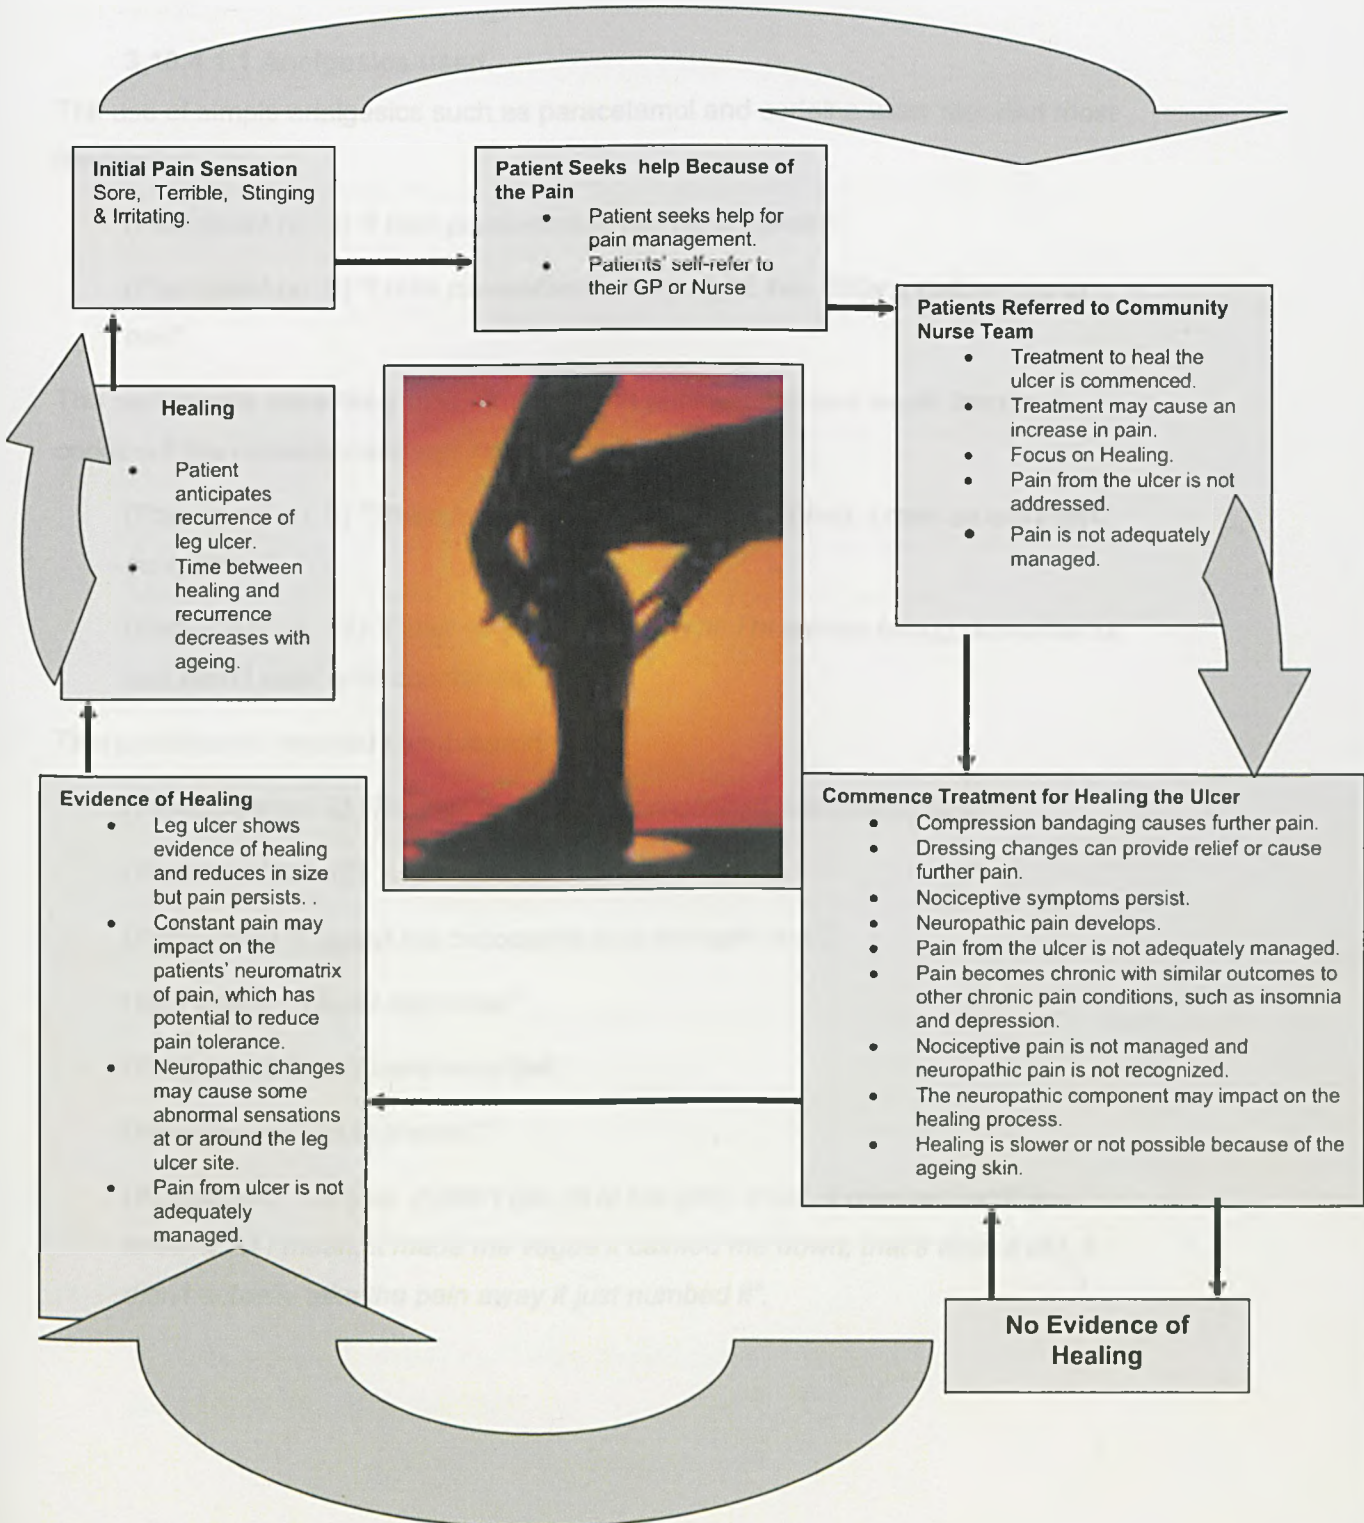 Initial Pain Sensation
Sore, Terrible, Stinging
& Irritating.
Patient Seeks help Because of
the Pain
• Patient seeks help for
pain management.
• Patients' self-refer to
their GP or Nurse
Patients Referred to Community
Nurse Team
• Treatment to heal the
ulcer is commenced.
• Treatment may cause an
increase in pain.
• Focus on Healing.
• Pain from the ulcer is not
addressed.
• Pain is not adequately
managed.
Commence Treatment for Healing the Ulcer
• Compression bandaging causes further pain.
• Dressing changes can provide relief or cause
further pain.
• Nociceptive symptoms persist.
• Neuropathic pain develops.
• Pain from the ulcer is not adequately managed.
• Pain becomes chronic with similar outcomes to
other chronic pain conditions, such as insomnia
and depression.
• Nociceptive pain is not managed and
neuropathic pain is not recognized.
• The neuropathic component may impact on the
healing process.
• Healing is slower or not possible because of the
ageing skin.
No Evidence of
Healing
Evidence of Healing
• Leg ulcer shows
evidence of healing
and reduces in size
but pain persists. .
• Constant pain may
impact on the
patients' neuromatrix
of pain, which has
potential to reduce
pain tolerance.
• Neuropathic changes
may cause some
abnormal sensations
at or around the leg
ulcer site.
• Pain from ulcer is not
adequately
managed.
Healing
• Patient
anticipates
recurrence of
leg ulcer.
• Time between
healing and
recurrence
decreases with
ageing.
such as paracetamol and
pain away it just numbed it".